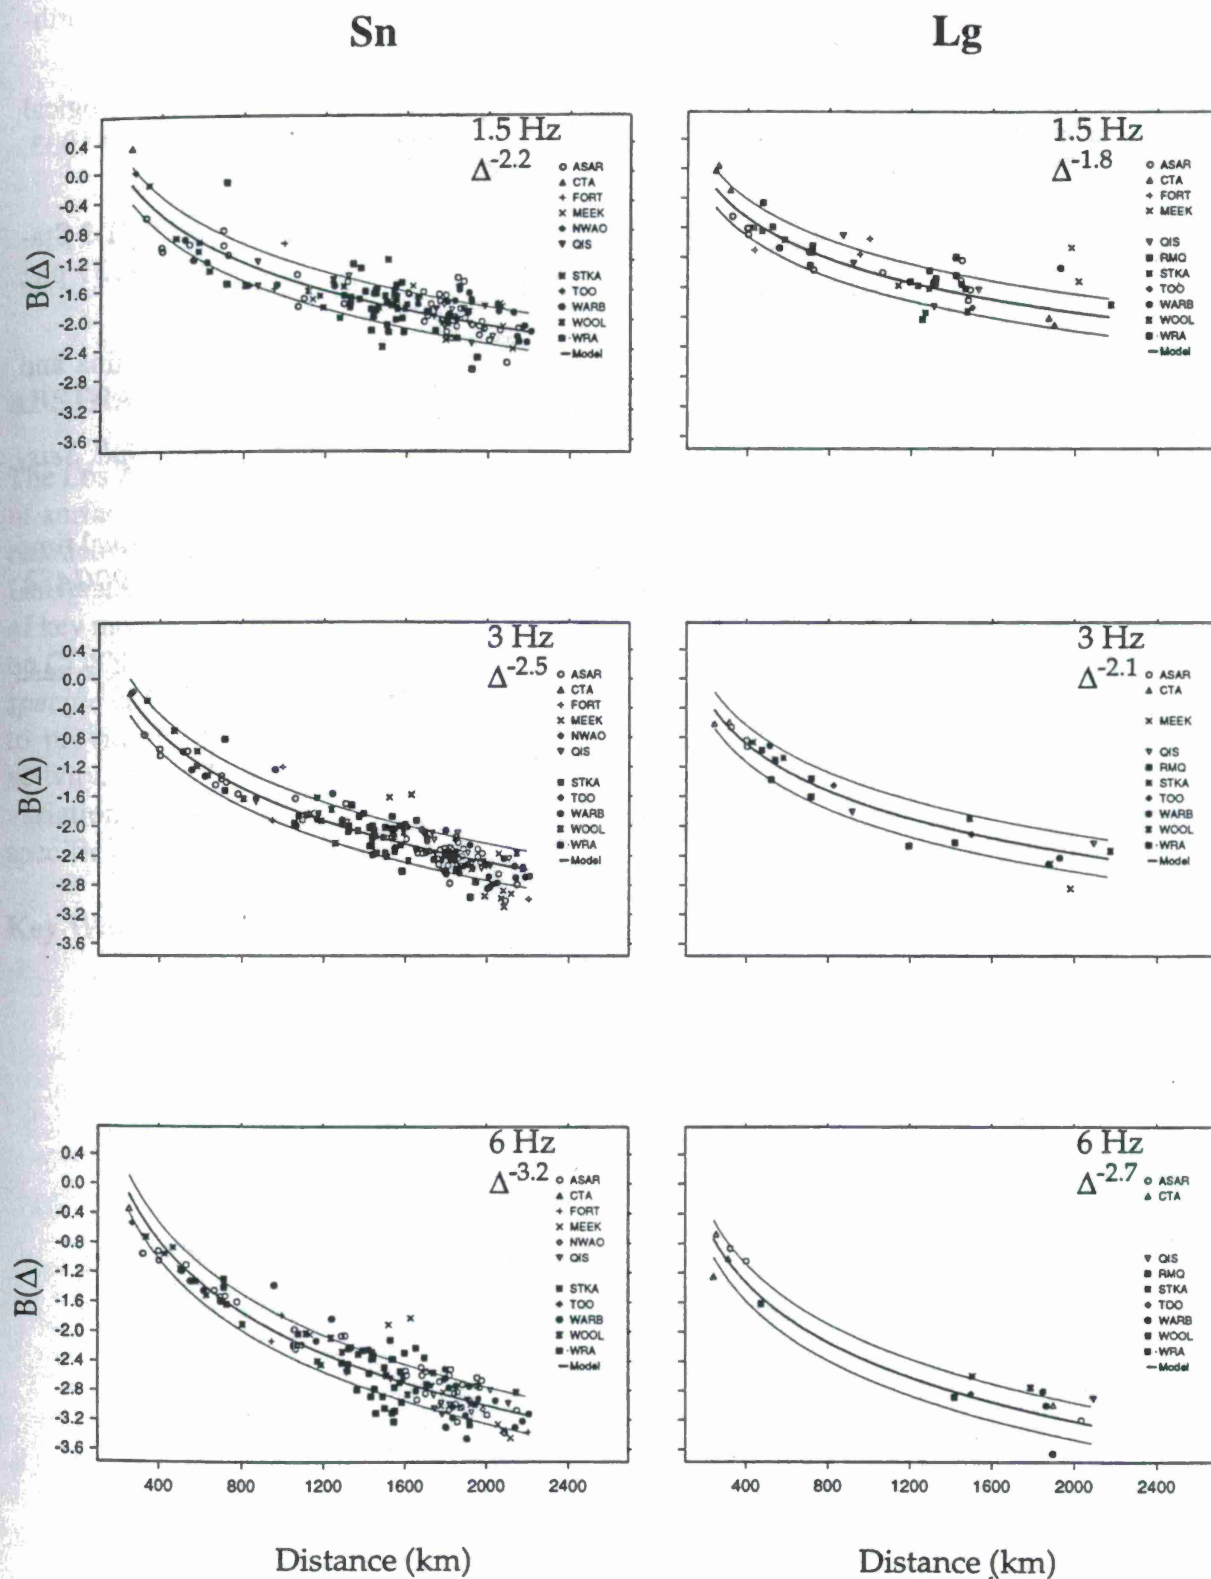 Sn
Lg
1.5 Hz
Δ-2.2
B(Δ)
0.4
0.0
-0.4
-0.8
-1.2
-1.6
-2.0
-2.4
-2.8
-3.2
-3.6
ASAR
CTA
FORT
MEEK
NWAO
QIS
STKA
TOO
WARB
WOOL
WRA
Model
1.5 Hz
Δ-1.8
ASAR
CTA
FORT
MEEK
QIS
RMQ
STKA
TOO
WARB
WOOL
WRA
Model
3 Hz
Δ-2.5
B(Δ)
0.4
0.0
-0.4
-0.8
-1.2
-1.6
-2.0
-2.4
-2.8
-3.2
-3.6
ASAR
CTA
FORT
MEEK
NWAO
QIS
STKA
TOO
WARB
WOOL
WRA
Model
3 Hz
Δ-2.1
ASAR
CTA
MEEK
QIS
RMQ
STKA
TOO
WARB
WOOL
WRA
Model
6 Hz
Δ-3.2
B(Δ)
0.4
0.0
-0.4
-0.8
-1.2
-1.6
-2.0
-2.4
-2.8
-3.2
-3.6
ASAR
CTA
FORT
MEEK
NWAO
QIS
STKA
TOO
WARB
WOOL
WRA
Model
400 800 1200 1600 2000 2400
Distance (km)
6 Hz
Δ-2.7
ASAR
CTA
QIS
RMQ
STKA
TOO
WARB
WOOL
WRA
Model
400 800 1200 1600 2000 2400
Distance (km)